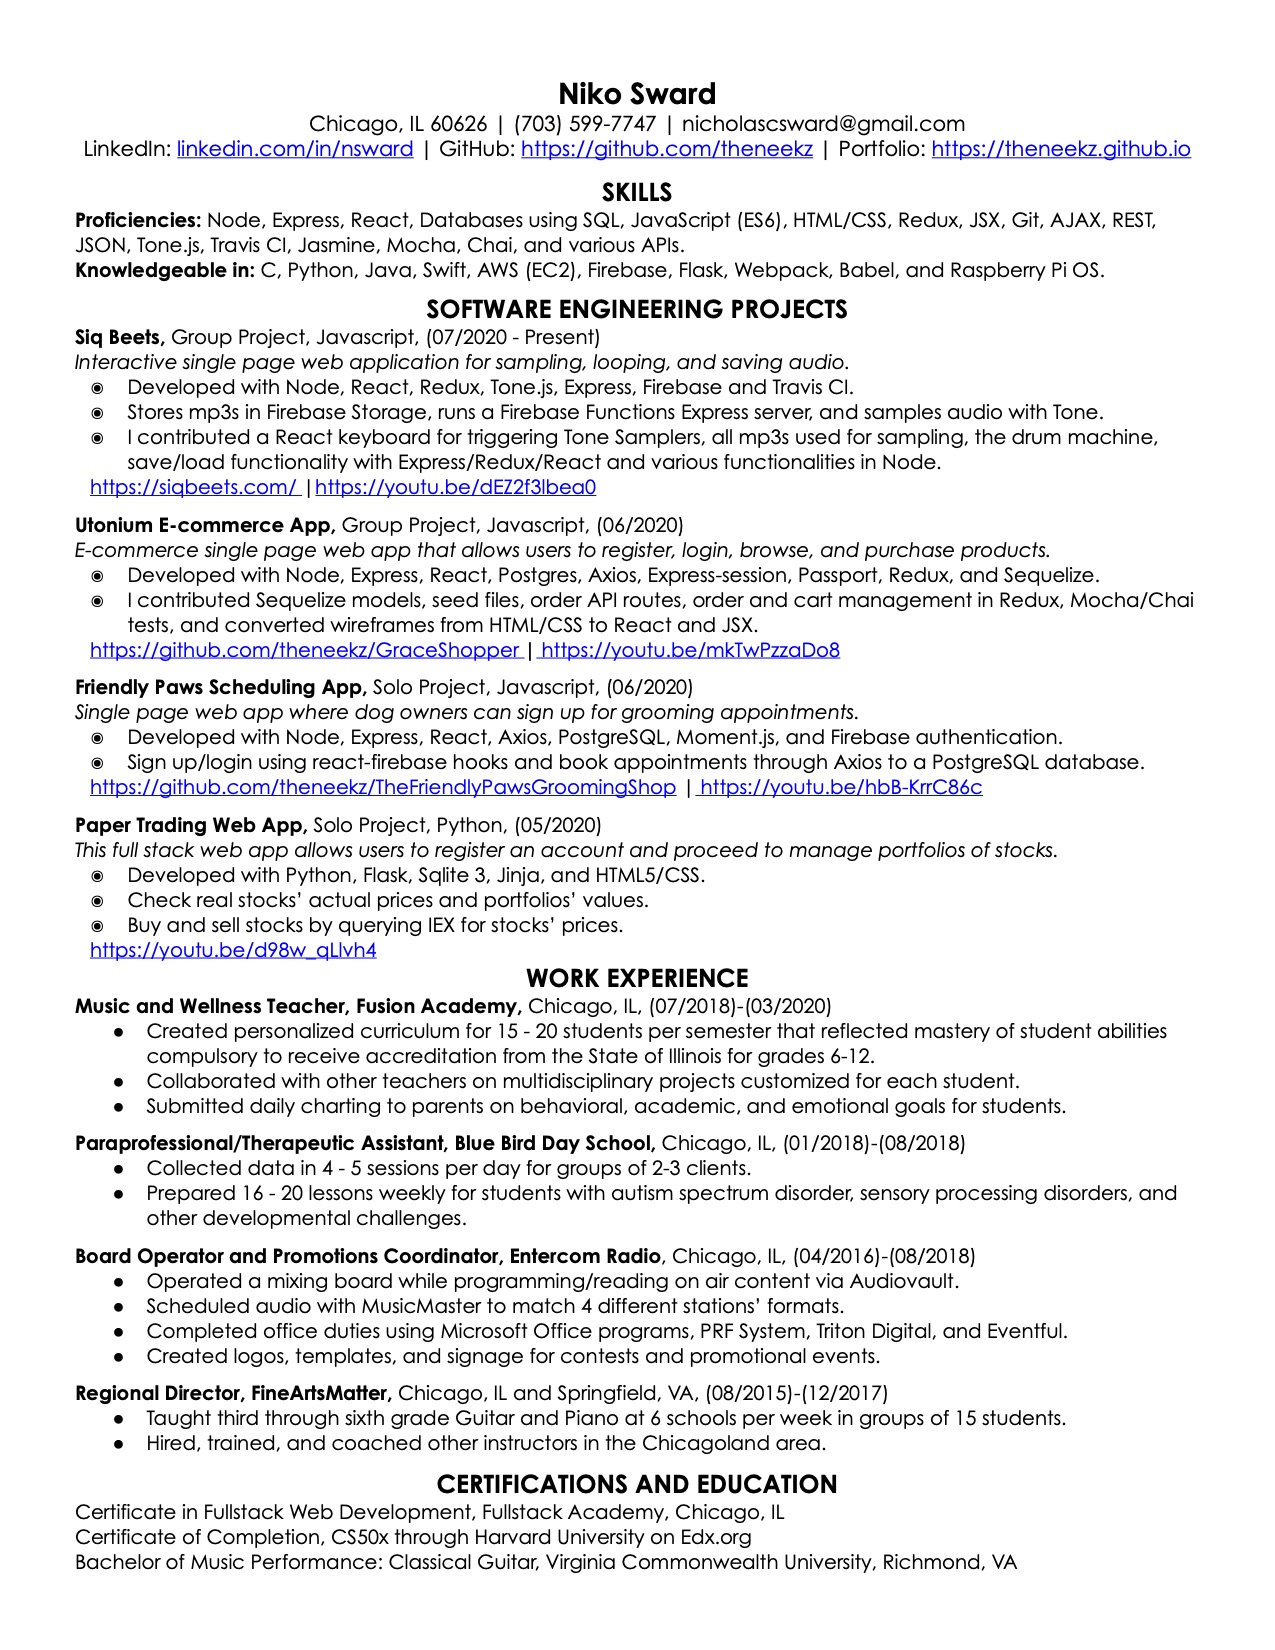 Niko Sward
Chicago, IL 60626 | (703) 599-7747 | nicholascsward@gmail.com
LinkedIn: linkedin.com/in/nsward | GitHub: https://github.com/theneekz | Portfolio: https://theneekz.github.io
SKILLS
Proficiencies: Node, Express, React, Databases using SQL, JavaScript (ES6), HTML/CSS, Redux, JSX, Git, AJAX, REST,
JSON, Tone.js, Travis CI, Jasmine, Mocha, Chai, and various APIs.
Knowledgeable in: C, Python, Java, Swift, AWS (EC2), Firebase, Flask, Webpack, Babel, and Raspberry Pi OS.
SOFTWARE ENGINEERING PROJECTS
Siq Beets, Group Project, Javascript, (07/2020 - Present)
Interactive single page web application for sampling, looping, and saving audio.
◉ Developed with Node, React, Redux, Tone.js, Express, Firebase and Travis CI.
◉ Stores mp3s in Firebase Storage, runs a Firebase Functions Express server, and samples audio with Tone.
◉ I contributed a React keyboard for triggering Tone Samplers, all mp3s used for sampling, the drum machine,
save/load functionality with Express/Redux/React and various functionalities in Node.
https://siqbeets.com/ |https://youtu.be/dEZ2f3lbea0
Utonium E-commerce App, Group Project, Javascript, (06/2020)
E-commerce single page web app that allows users to register, login, browse, and purchase products.
◉ Developed with Node, Express, React, Postgres, Axios, Express-session, Passport, Redux, and Sequelize.
◉ I contributed Sequelize models, seed files, order API routes, order and cart management in Redux, Mocha/Chai
tests, and converted wireframes from HTML/CSS to React and JSX.
https://github.com/theneekz/GraceShopper | https://youtu.be/mkTwPzzaDo8
Friendly Paws Scheduling App, Solo Project, Javascript, (06/2020)
Single page web app where dog owners can sign up for grooming appointments.
◉ Developed with Node, Express, React, Axios, PostgreSQL, Moment.js, and Firebase authentication.
◉ Sign up/login using react-firebase hooks and book appointments through Axios to a PostgreSQL database.
https://github.com/theneekz/TheFriendlyPawsGroomingShop | https://youtu.be/hbB-KrrC86c
Paper Trading Web App, Solo Project, Python, (05/2020)
This full stack web app allows users to register an account and proceed to manage portfolios of stocks.
◉ Developed with Python, Flask, Sqlite 3, Jinja, and HTML5/CSS.
◉ Check real stocks’ actual prices and portfolios’ values.
◉ Buy and sell stocks by querying IEX for stocks’ prices.
https://youtu.be/d98w_qLlvh4
WORK EXPERIENCE
Music and Wellness Teacher, Fusion Academy, Chicago, IL, (07/2018)-(03/2020)
● Created personalized curriculum for 15 - 20 students per semester that reflected mastery of student abilities
compulsory to receive accreditation from the State of Illinois for grades 6-12.
● Collaborated with other teachers on multidisciplinary projects customized for each student.
● Submitted daily charting to parents on behavioral, academic, and emotional goals for students.
Paraprofessional/Therapeutic Assistant, Blue Bird Day School, Chicago, IL, (01/2018)-(08/2018)
● Collected data in 4 - 5 sessions per day for groups of 2-3 clients.
● Prepared 16 - 20 lessons weekly for students with autism spectrum disorder, sensory processing disorders, and
other developmental challenges.
Board Operator and Promotions Coordinator, Entercom Radio, Chicago, IL, (04/2016)-(08/2018)
● Operated a mixing board while programming/reading on air content via Audiovault.
● Scheduled audio with MusicMaster to match 4 different stations’ formats.
● Completed office duties using Microsoft Office programs, PRF System, Triton Digital, and Eventful.
● Created logos, templates, and signage for contests and promotional events.
Regional Director, FineArtsMatter, Chicago, IL and Springfield, VA, (08/2015)-(12/2017)
● Taught third through sixth grade Guitar and Piano at 6 schools per week in groups of 15 students.
● Hired, trained, and coached other instructors in the Chicagoland area.
CERTIFICATIONS AND EDUCATION
Certificate in Fullstack Web Development, Fullstack Academy, Chicago, IL
Certificate of Completion, CS50x through Harvard University on Edx.org
Bachelor of Music Performance: Classical Guitar, Virginia Commonwealth University, Richmond, VA